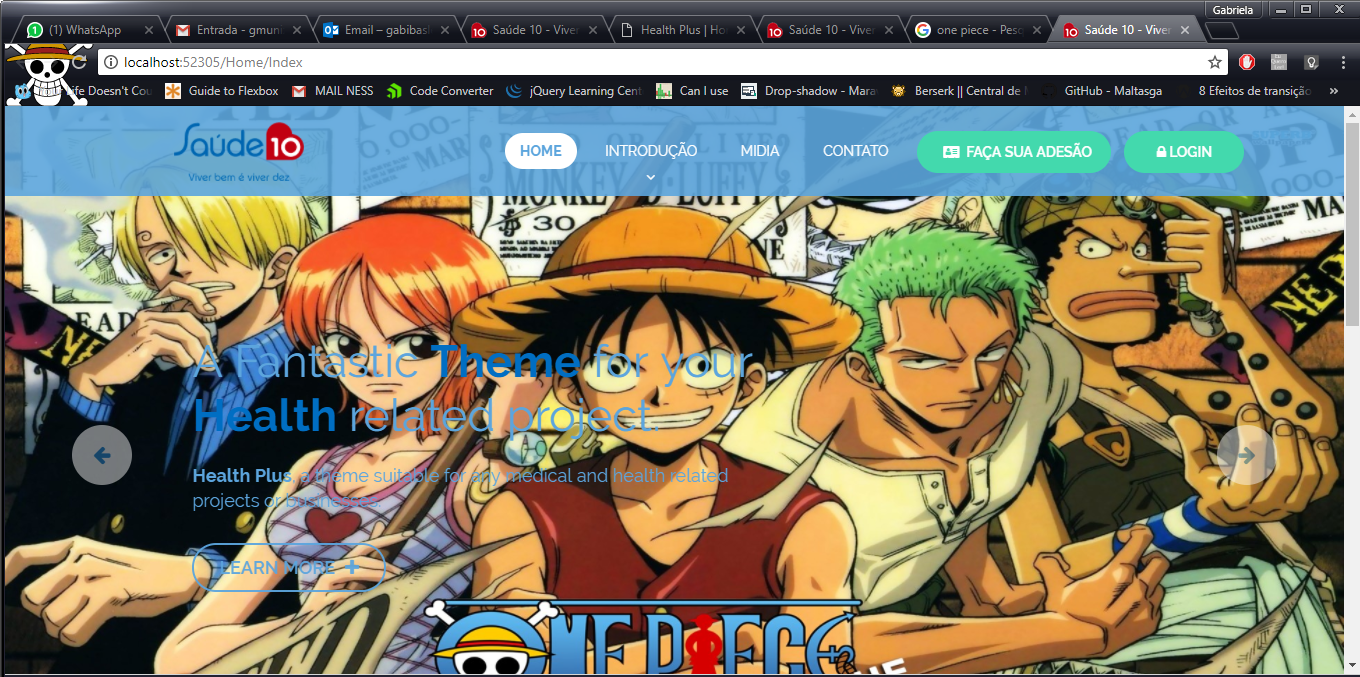 Gabriela
(1) WhatsApp
Entrada - gmun
Email – gabibas
Saúde 10 - Viver
Health Plus | Ho
Saúde 10 - Viver
one piece - Pesq
Saúde 10 - Viver
localhost:52305/Home/Index
ife Doesn't Cou
Guide to Flexbox
MAIL NESS
Code Converter
jQuery Learning Cent
Can I use
Drop-shadow - Mara
Berserk || Central de
GitHub - Maltasga
8 Efeitos de transição
»
Saúde 10
Viver bem é viver dez
HOME
INTRODUÇÃO
MIDIA
CONTATO
FAÇA SUA ADESÃO
LOGIN
MONKEY D LUFFY
30
A Fantastic Theme for your
Health related project.
Health Plus, a theme suitable for any medical and health related
projects or businesses.
LEARN MORE +
ONE PIECE